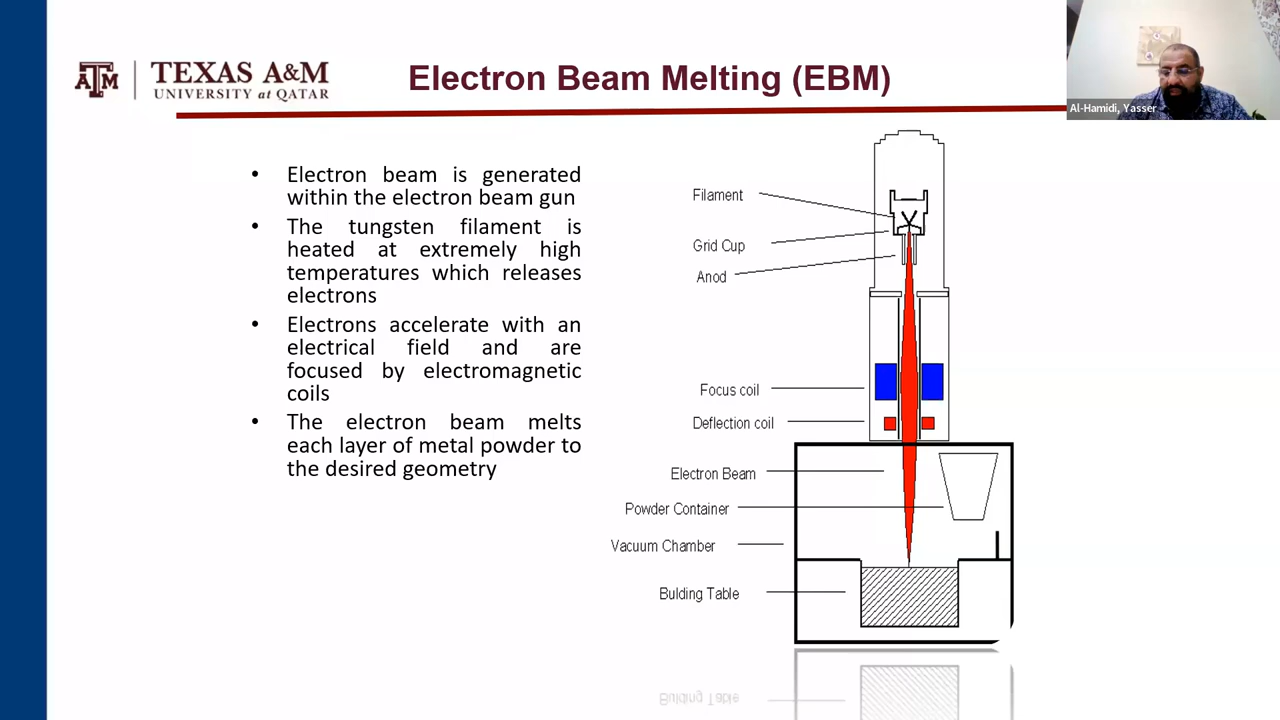 ATM TEXAS A&M
UNIVERSITY at QATAR
Electron Beam Melting (EBM)
Al-Hamidi, Yasser
• Electron beam is generated
within the electron beam gun
• The tungsten filament is
heated at extremely high
temperatures which releases
electrons
• Electrons accelerate with an
electrical field and are
focused by electromagnetic
coils
• The electron beam melts
each layer of metal powder to
the desired geometry
Filament
Grid Cup
Anod
Focus coil
Deflection coil
Electron Beam
Powder Container
Vacuum Chamber
Bulding Table